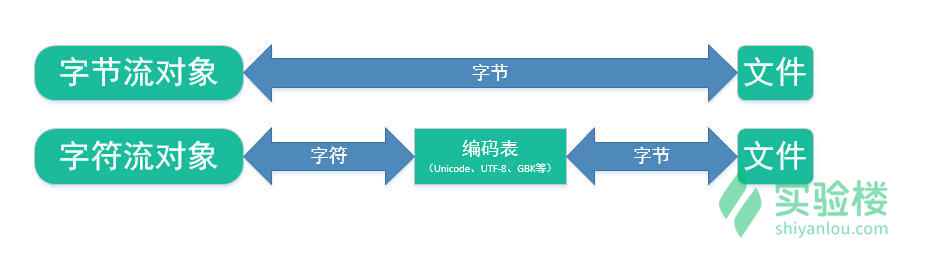 字节流对象 字节 文件
字符流对象 字符 编码表 字节 文件
(Unicode、UTF-8、GBK等)
实验楼
shiyanlou.com